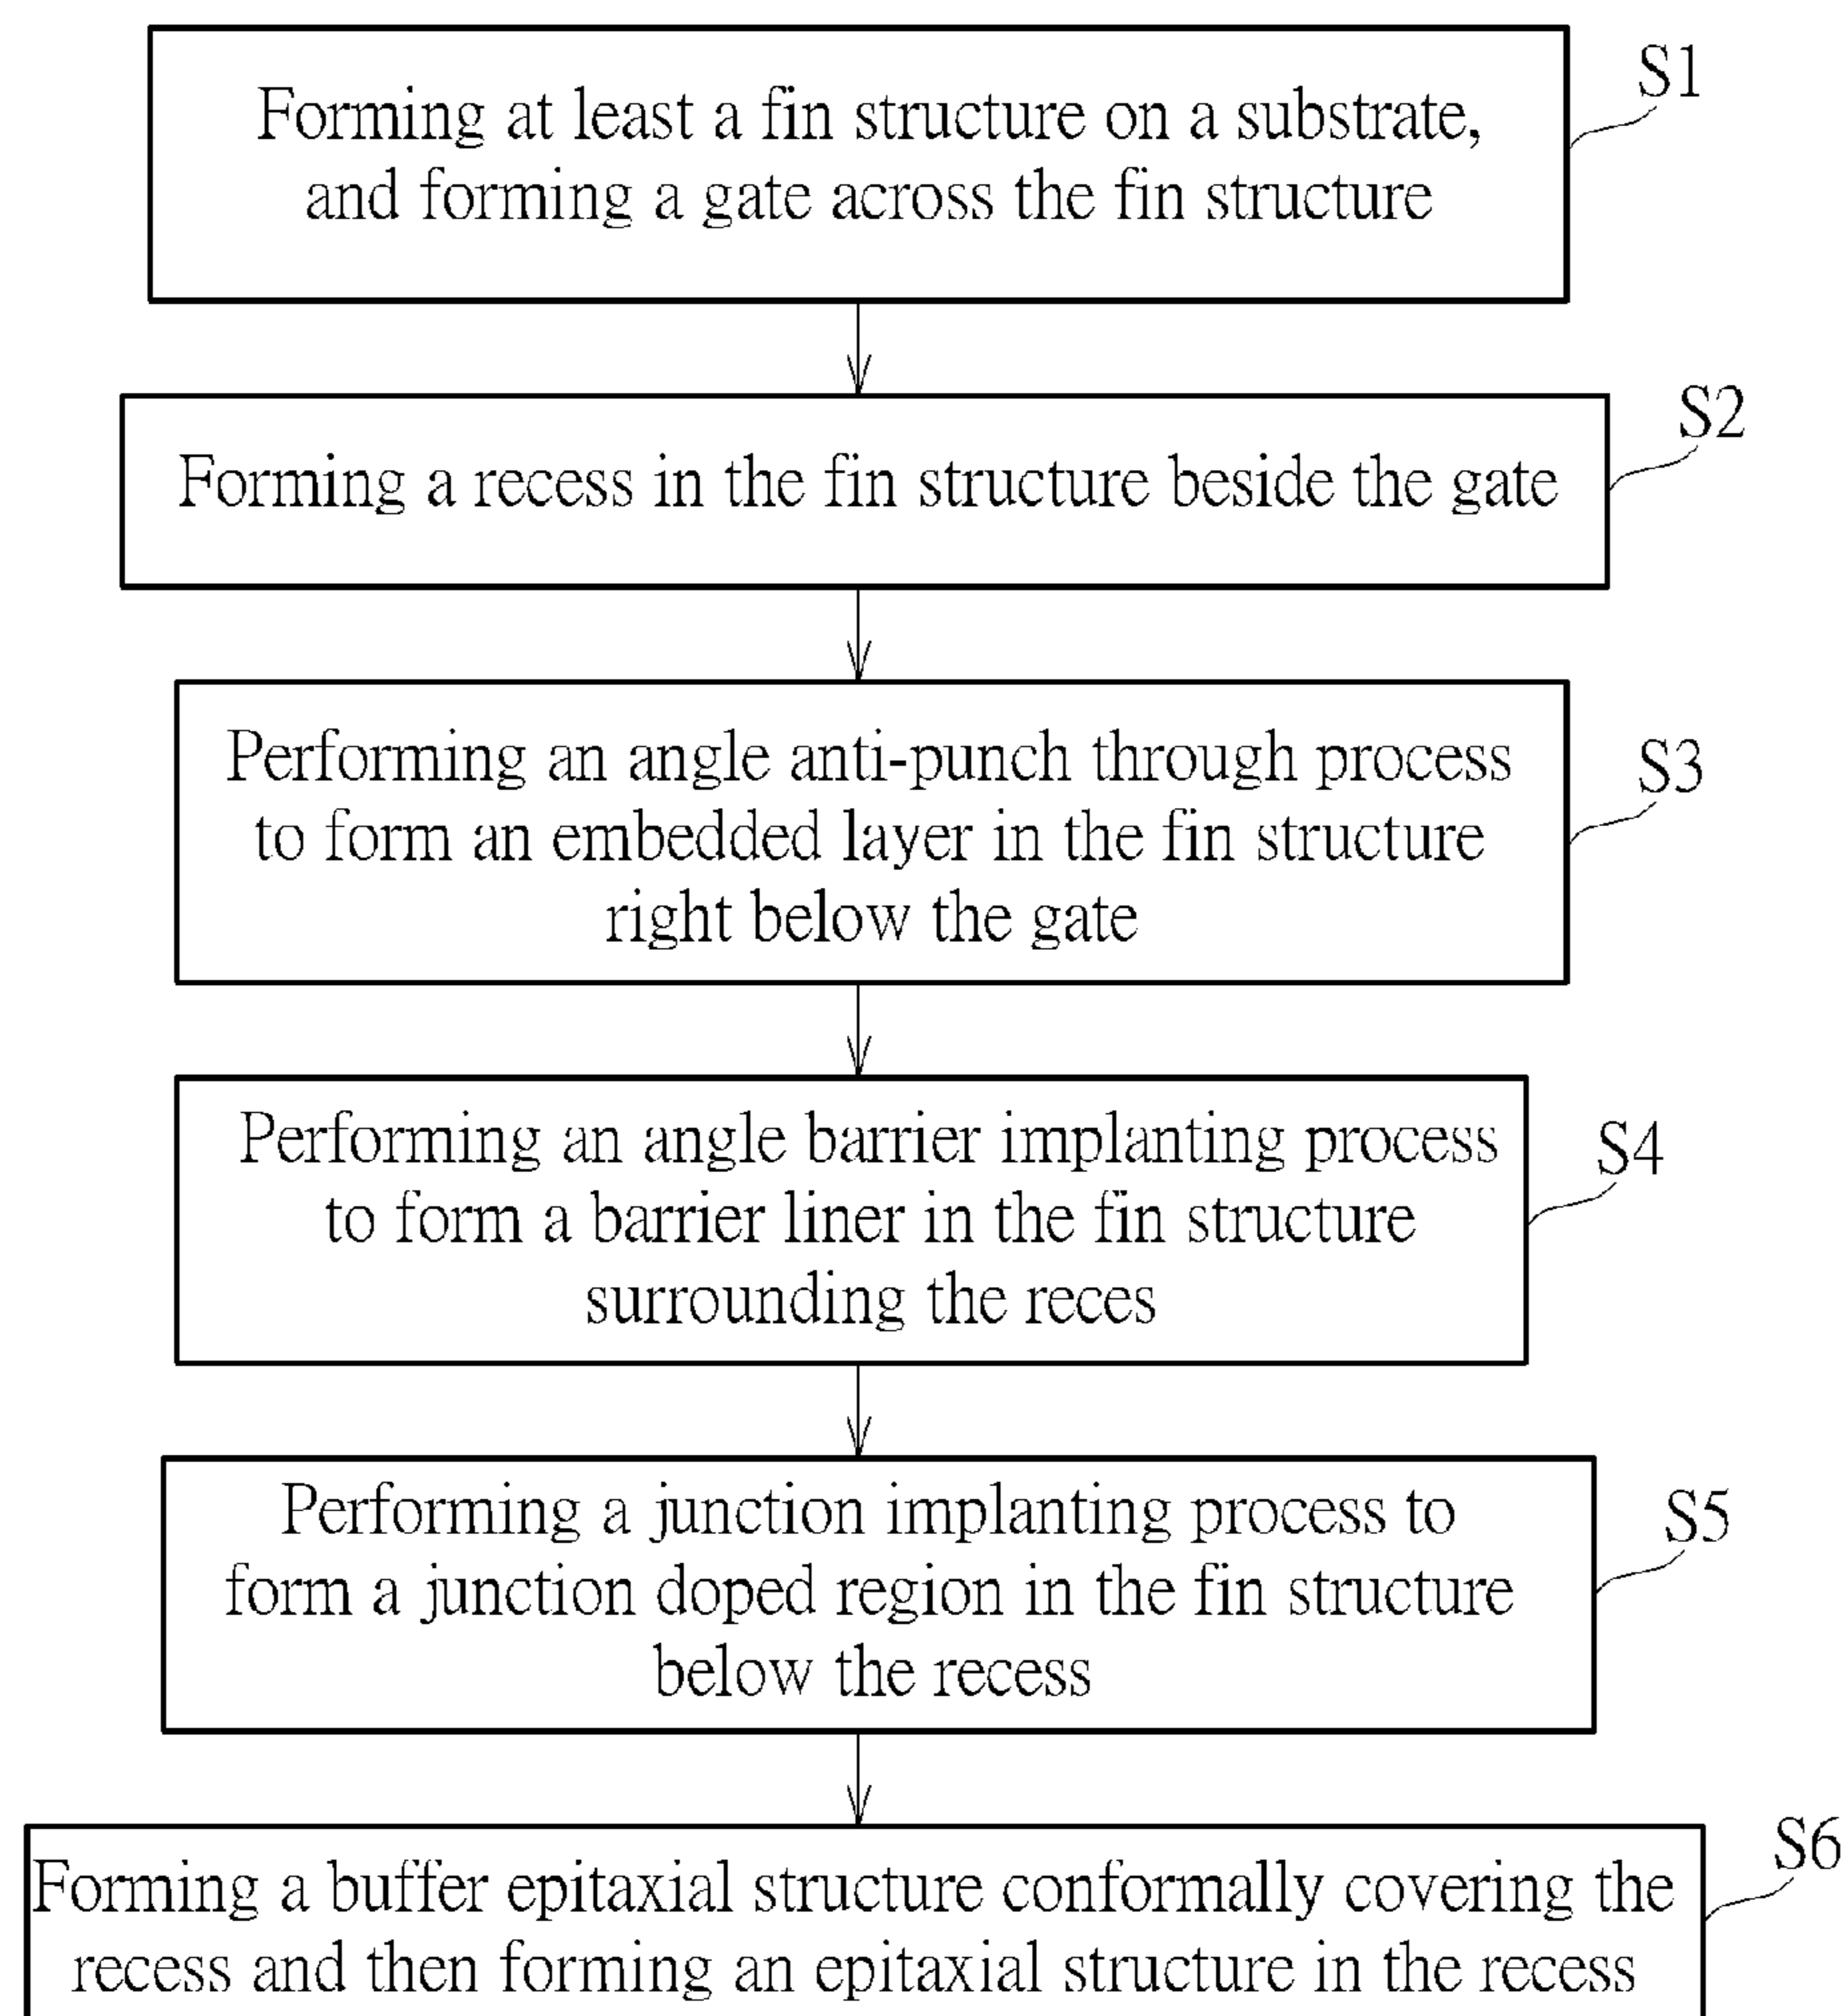 Forming at least a fin structure on a substrate,
and forming a gate across the fin structure
S1
Forming a recess in the fin structure beside the gate
S2
Performing an angle anti-punch through process
to form an embedded layer in the fin structure
right below the gate
S3
Performing an angle barrier implanting process
to form a barrier liner in the fin structure
surrounding the reces
S4
Performing a junction implanting process to
form a junction doped region in the fin structure
below the recess
S5
Forming a buffer epitaxial structure conformally covering the
recess and then forming an epitaxial structure in the recess
S6